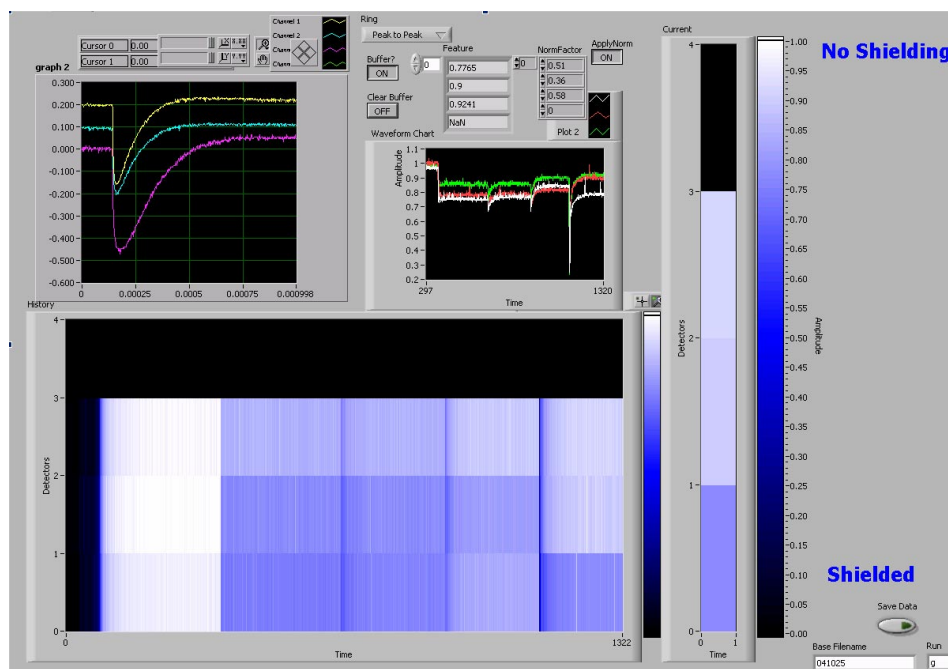 Channel 1
Channel 2
Cursor 0
0.00
Cursor 1
0.00
graph 2
0.300
0.200
0.100
0.000
-0.100
-0.200
-0.300
-0.400
-0.500
-0.600
0
0.00025
0.0005
0.00075
0.000998
Ring
Peak to Peak
Buffer?
ON
0
Clear Buffer
OFF
Feature
0.7765
0.9
0.9241
NaN
0
NormFactor
0.51
0.36
0.58
0
ApplyNorm
ON
Plot 2
Waveform Chart
Amplitude
1.1
1
0.9
0.8
0.7
0.6
0.5
0.4
0.3
0.2
297
1320
Time
History
Detectors
4
3
2
1
0
0
1322
Time
Current
Detectors
4
3
2
1
0
0
1
Time
-1.00
-0.95
-0.90
-0.85
-0.80
-0.75
-0.70
-0.65
-0.60
-0.55
-0.50
-0.45
-0.40
-0.35
-0.30
-0.25
-0.20
-0.15
-0.10
-0.05
-0.00
Amplitude
No Shielding
Shielded
Save Data
Base Filename
041025
Run